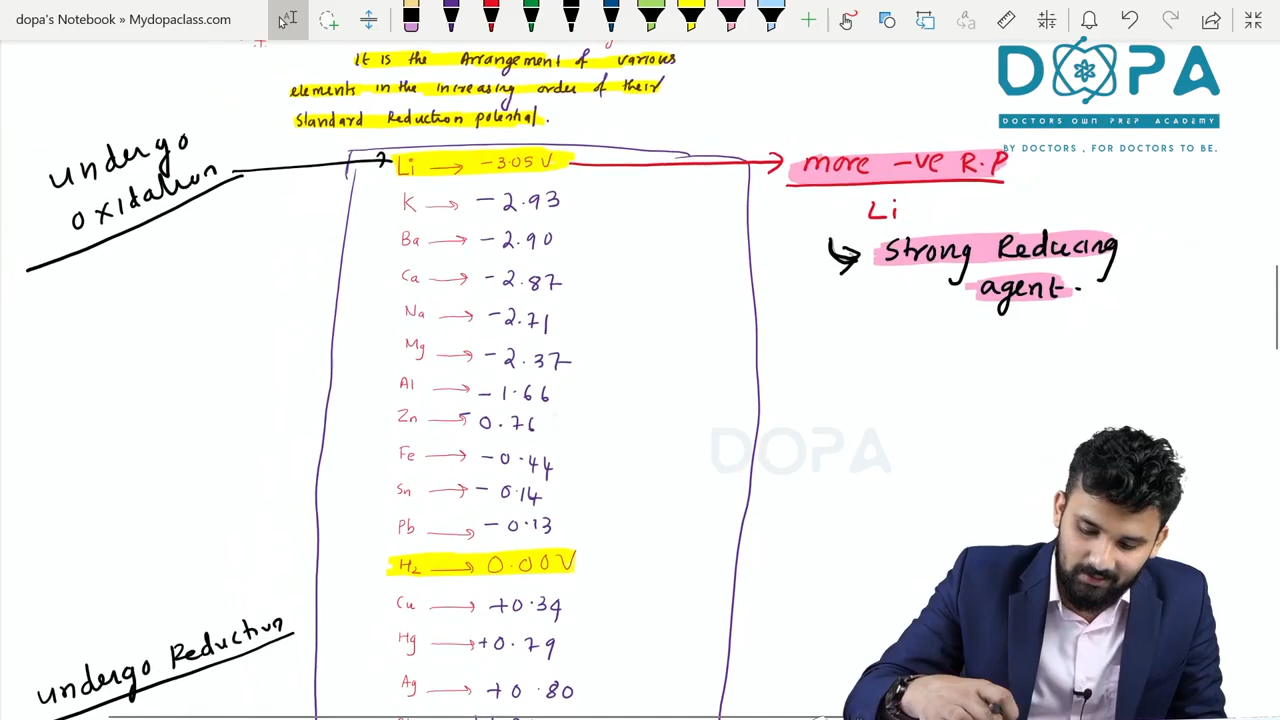 dopa's Notebook » Mydopaclass.com
It is the Arrangement of various
elements in the increasing order of their
Standard Reduction potential.
DOPA
DOCTORS OWN PREP ACADEMY
BY DOCTORS , FOR DOCTORS TO BE.
undergo
oxidation
Li → -3.05 V
more -ve R.P
Li
Strong Reducing
agent.
K → -2.93
Ba → -2.90
Ca → -2.87
Na → -2.71
Mg → -2.37
Al → -1.66
Zn → -0.76
Fe → -0.44
Sn → -0.14
Pb → -0.13
H2 → 0.00V
Cu → +0.34
Hg → +0.79
Ag → +0.80
undergo Reduction
DOPA